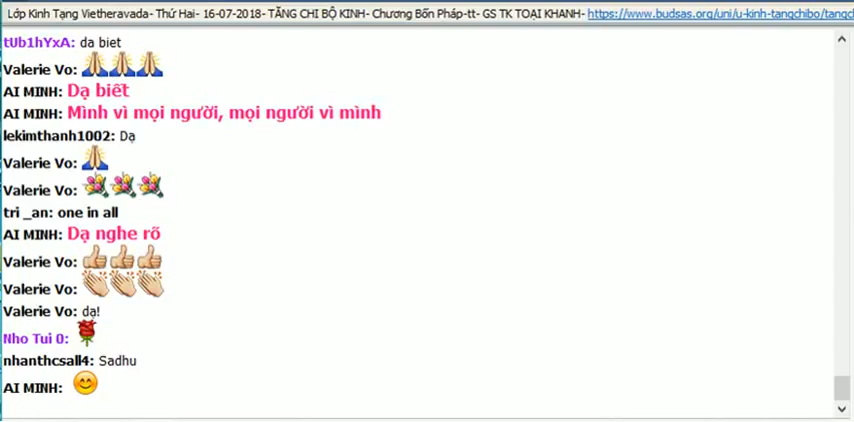 Lớp Kinh Tạng Vietheravada- Thứ Hai- 16-07-2018- TĂNG CHI BỘ KINH- Chương Bốn Pháp-tt- GS TK TOẠI KHANH- https://www.budsas.org/uni/u-kinh-tangchibo/tangc
tUb1hYxA: da biet
Valerie Vo:
AI MINH: Dạ biết
AI MINH: Mình vì mọi người, mọi người vì mình
lekimthanh1002: Dạ
Valerie Vo:
Valerie Vo:
tri _an: one in all
AI MINH: Dạ nghe rõ
Valerie Vo:
Valerie Vo:
Valerie Vo: dạ!
Nho Tui 0:
nhanthcsall4: Sadhu
AI MINH: